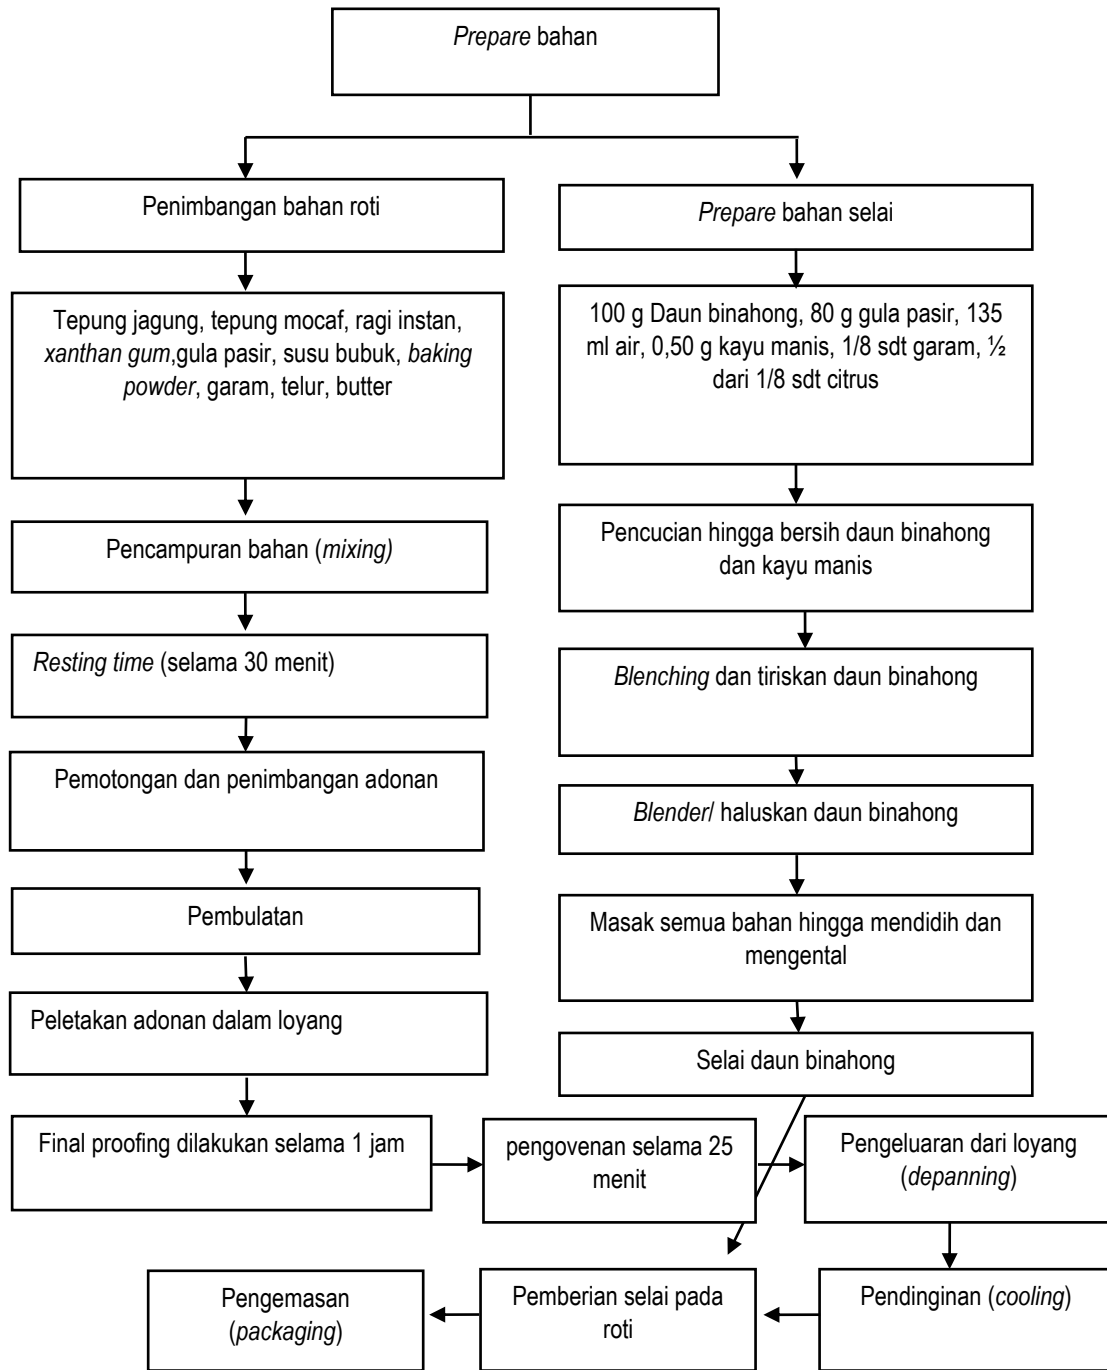 Prepare bahan
Penimbangan bahan roti
Tepung jagung, tepung mocaf, ragi instan,
xanthan gum,gula pasir, susu bubuk, baking
powder, garam, telur, butter
Pencampuran bahan (mixing)
Resting time (selama 30 menit)
Pemotongan dan penimbangan adonan
Pembulatan
Peletakan adonan dalam loyang
Final proofing dilakukan selama 1 jam
Prepare bahan selai
100 g Daun binahong, 80 g gula pasir, 135
ml air, 0,50 g kayu manis, 1/8 sdt garam, ½
dari 1/8 sdt citrus
Pencucian hingga bersih daun binahong
dan kayu manis
Blenching dan tiriskan daun binahong
Blender/ haluskan daun binahong
Masak semua bahan hingga mendidih dan
mengental
Selai daun binahong
pengovenan selama 25
menit
Pengeluaran dari loyang
(depanning)
Pendinginan (cooling)
Pemberian selai pada
roti
Pengemasan
(packaging)